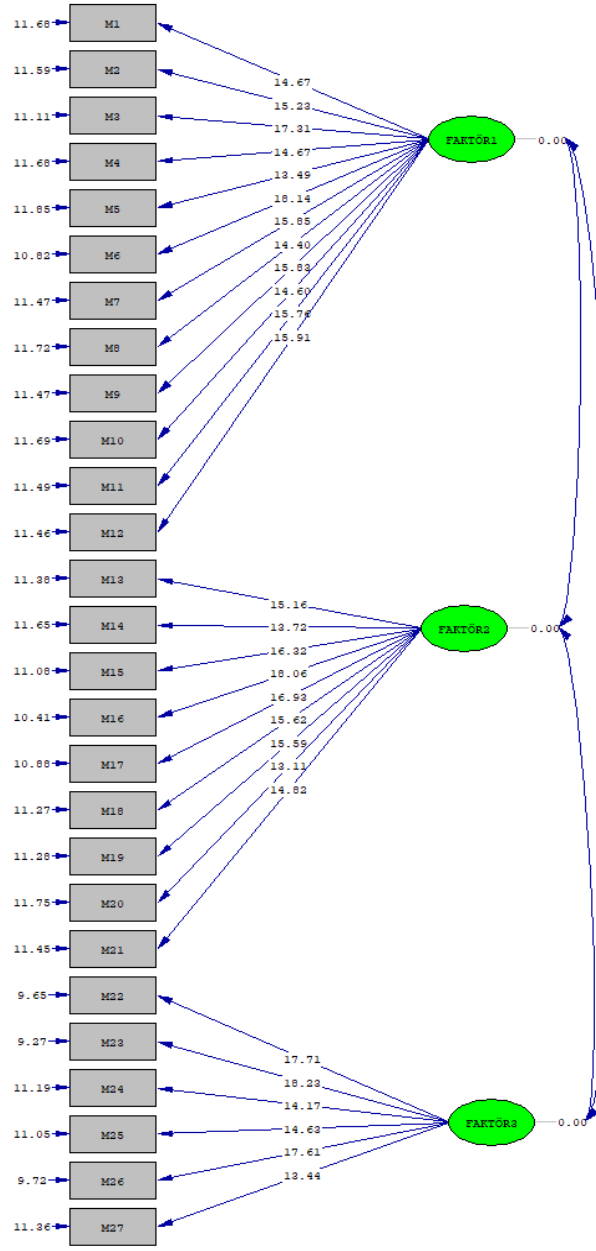 11.68 M1
11.59 M2
11.11 M3
11.68 M4
11.85 M5
10.82 M6
11.47 M7
11.72 M8
11.47 M9
11.69 M10
11.49 M11
11.46 M12
11.38 M13
11.65 M14
11.08 M15
10.41 M16
10.88 M17
11.27 M18
11.28 M19
11.75 M20
11.45 M21
9.65 M22
9.27 M23
11.19 M24
11.05 M25
9.72 M26
11.36 M27
14.67
15.23
17.31
14.67
13.49
18.14
15.85
14.40
15.83
14.60
15.76
15.91
FAKTÖR1 0.00
15.16
13.72
16.32
18.06
16.93
15.62
15.59
13.11
14.82
FAKTÖR2 0.00
17.71
18.23
14.17
14.63
17.61
13.44
FAKTÖR3 0.00